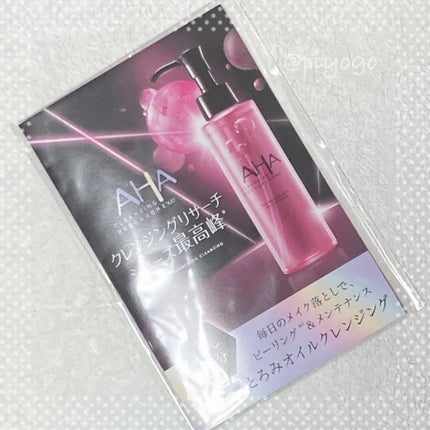 @piyog
AHA
クレンジングリサーチ
シリーズ最高峰
毎日のメイク落としで、
ピーリング※1&メンテナンス
とろみオイルクレンジング